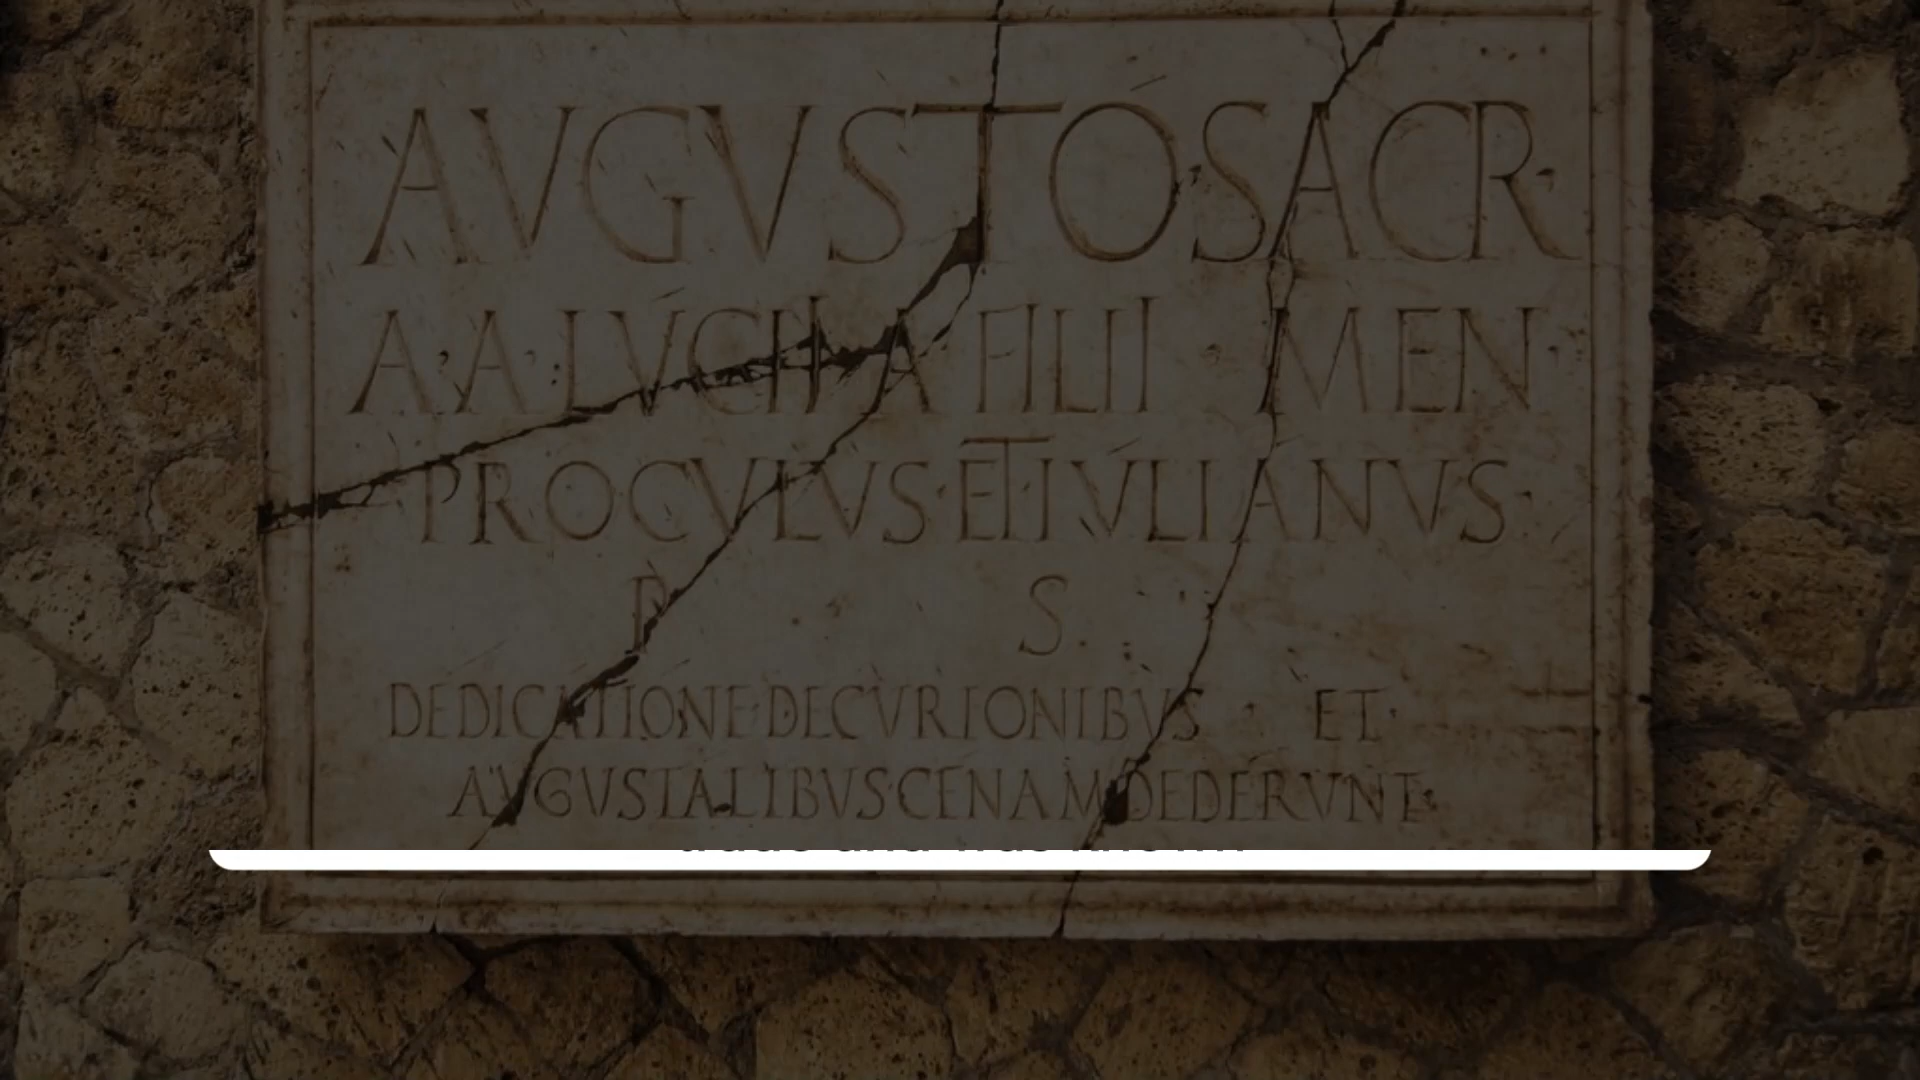 AVGVSTO·SACR·
A·A·LVCII A FILII · MEN·
PROCVLVS·ET IVLIANVS·
P · S ·
DEDICATIONE·DECVRIONIBVS · ET·
AVGVSTALIBVS CENAM DEDERVNT·